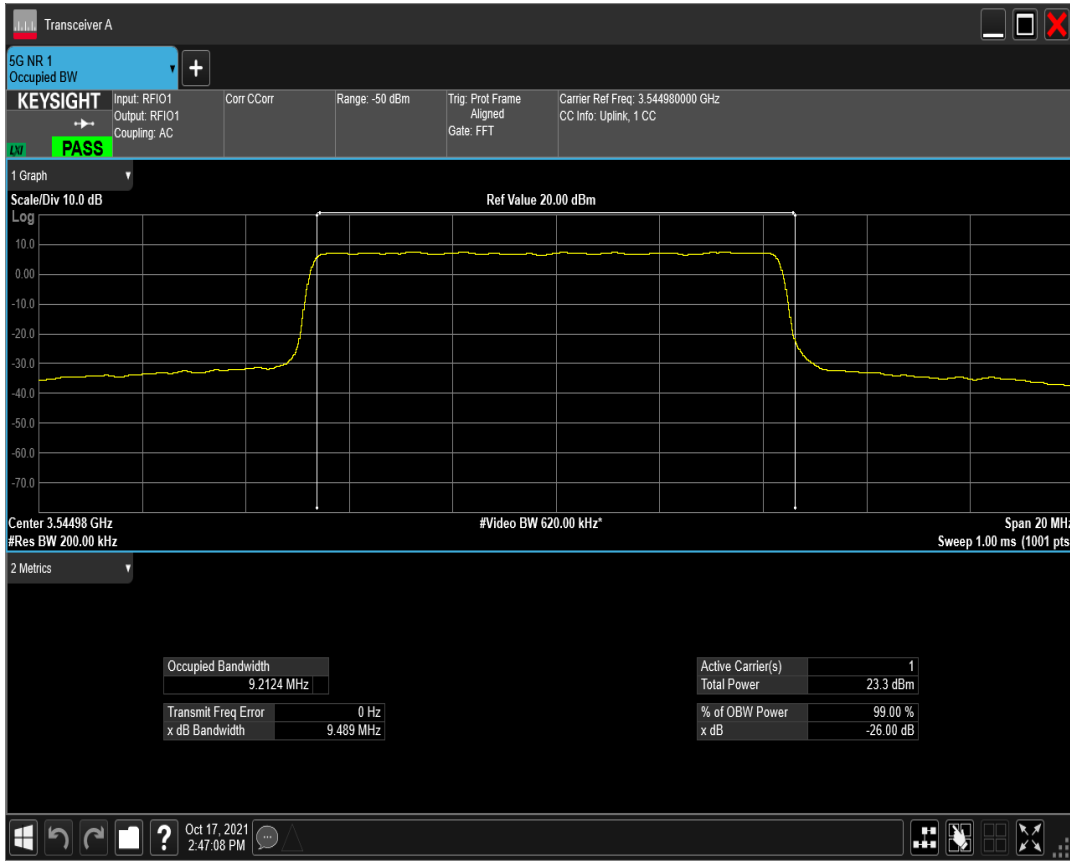 Transceiver A
5G NR 1
Occupied BW
KEYSIGHT
LXI
PASS
Input: RFIO1
Output: RFIO1
Coupling: AC
Corr CCorr
Range: -50 dBm
Trig: Prot Frame
Aligned
Gate: FFT
Carrier Ref Freq: 3.544980000 GHz
CC Info: Uplink, 1 CC
1 Graph
Scale/Div 10.0 dB
Ref Value 20.00 dBm
Log
10.0
0.00
-10.0
-20.0
-30.0
-40.0
-50.0
-60.0
-70.0
Center 3.54498 GHz
#Video BW 620.00 kHz*
Span 20 MHz
#Res BW 200.00 kHz
Sweep 1.00 ms (1001 pts
2 Metrics
Occupied Bandwidth
9.2124 MHz
Transmit Freq Error 0 Hz
x dB Bandwidth 9.489 MHz
Active Carrier(s) 1
Total Power 23.3 dBm
% of OBW Power 99.00 %
x dB -26.00 dB
?
Oct 17, 2021
2:47:08 PM